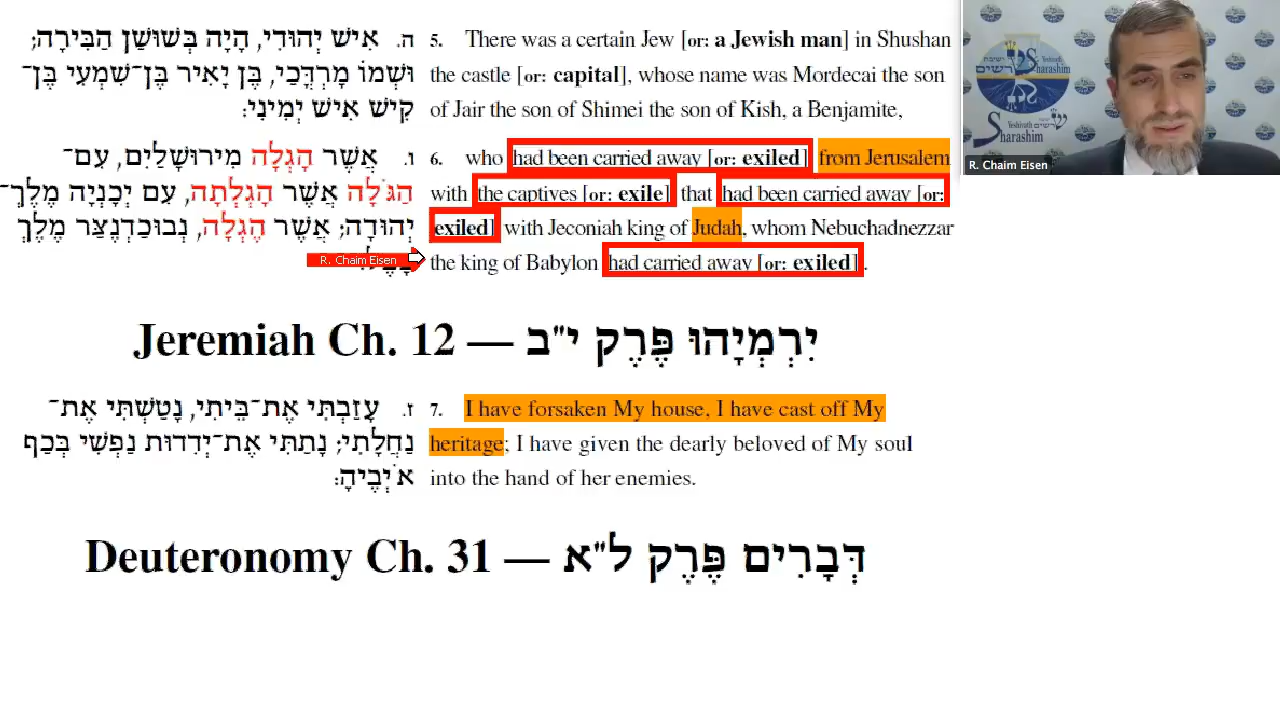 ה. אִישׁ יְהוּדִי, הָיָה בְּשׁוּשַׁן הַבִּירָה;
וּשְׁמוֹ מָרְדֳּכַי, בֶּן יָאִיר בֶּן־שִׁמְעִי בֶּן־
קִישׁ אִישׁ יְמִינִי:
5. There was a certain Jew [or: a Jewish man] in Shushan
the castle [or: capital], whose name was Mordecai the son
of Jair the son of Shimei the son of Kish, a Benjamite,
ו. אֲשֶׁר הָגְלָה מִירוּשָׁלַיִם, עִם־
הַגֹּלָה אֲשֶׁר הָגְלְתָה, עִם יְכָנְיָה מֶלֶךְ־
יְהוּדָה; אֲשֶׁר הֶגְלָה, נְבוּכַדְנֶצַּר מֶלֶךְ
6. who had been carried away [or: exiled] from Jerusalem
with the captives [or: exile] that had been carried away [or:
exiled] with Jeconiah king of Judah, whom Nebuchadnezzar
the king of Babylon had carried away [or: exiled].
R. Chaim Eisen
Jeremiah Ch. 12 — יִרְמְיָהוּ פֶּרֶק י״ב
ז. עָזַבְתִּי אֶת־בֵּיתִי, נָטַשְׁתִּי אֶת־
נַחֲלָתִי; נָתַתִּי אֶת־יְדִדוּת נַפְשִׁי בְּכַף
אֹיְבֶיהָ:
7. I have forsaken My house, I have cast off My
heritage; I have given the dearly beloved of My soul
into the hand of her enemies.
Deuteronomy Ch. 31 — דְּבָרִים פֶּרֶק ל״א
Yeshivath
Sharashim
Yeshivath
Sharashim
R. Chaim Eisen